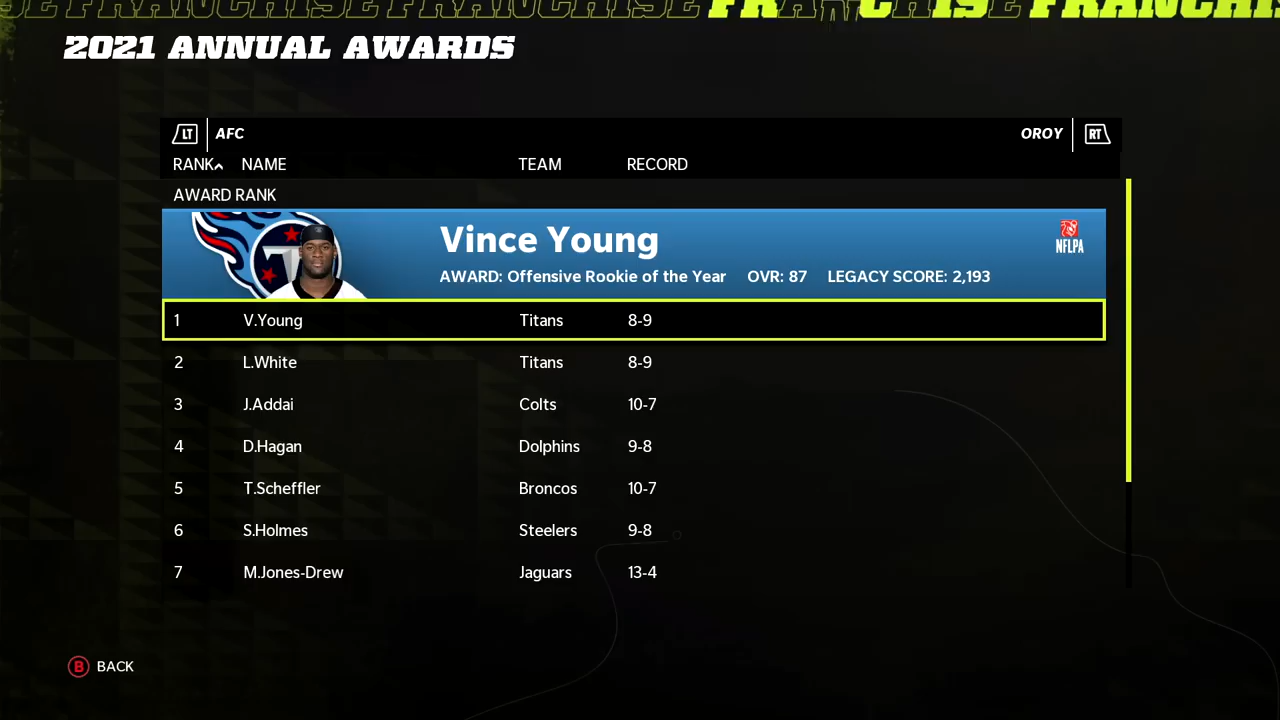 FRANCHISE FRANCHISE FRANCHISE FRANCHISE
2021 ANNUAL AWARDS
LT AFC OROY RT
RANK NAME TEAM RECORD
AWARD RANK
Vince Young
AWARD: Offensive Rookie of the Year OVR: 87 LEGACY SCORE: 2,193
NFLPA
1 V.Young Titans 8-9
2 L.White Titans 8-9
3 J.Addai Colts 10-7
4 D.Hagan Dolphins 9-8
5 T.Scheffler Broncos 10-7
6 S.Holmes Steelers 9-8
7 M.Jones-Drew Jaguars 13-4
B BACK